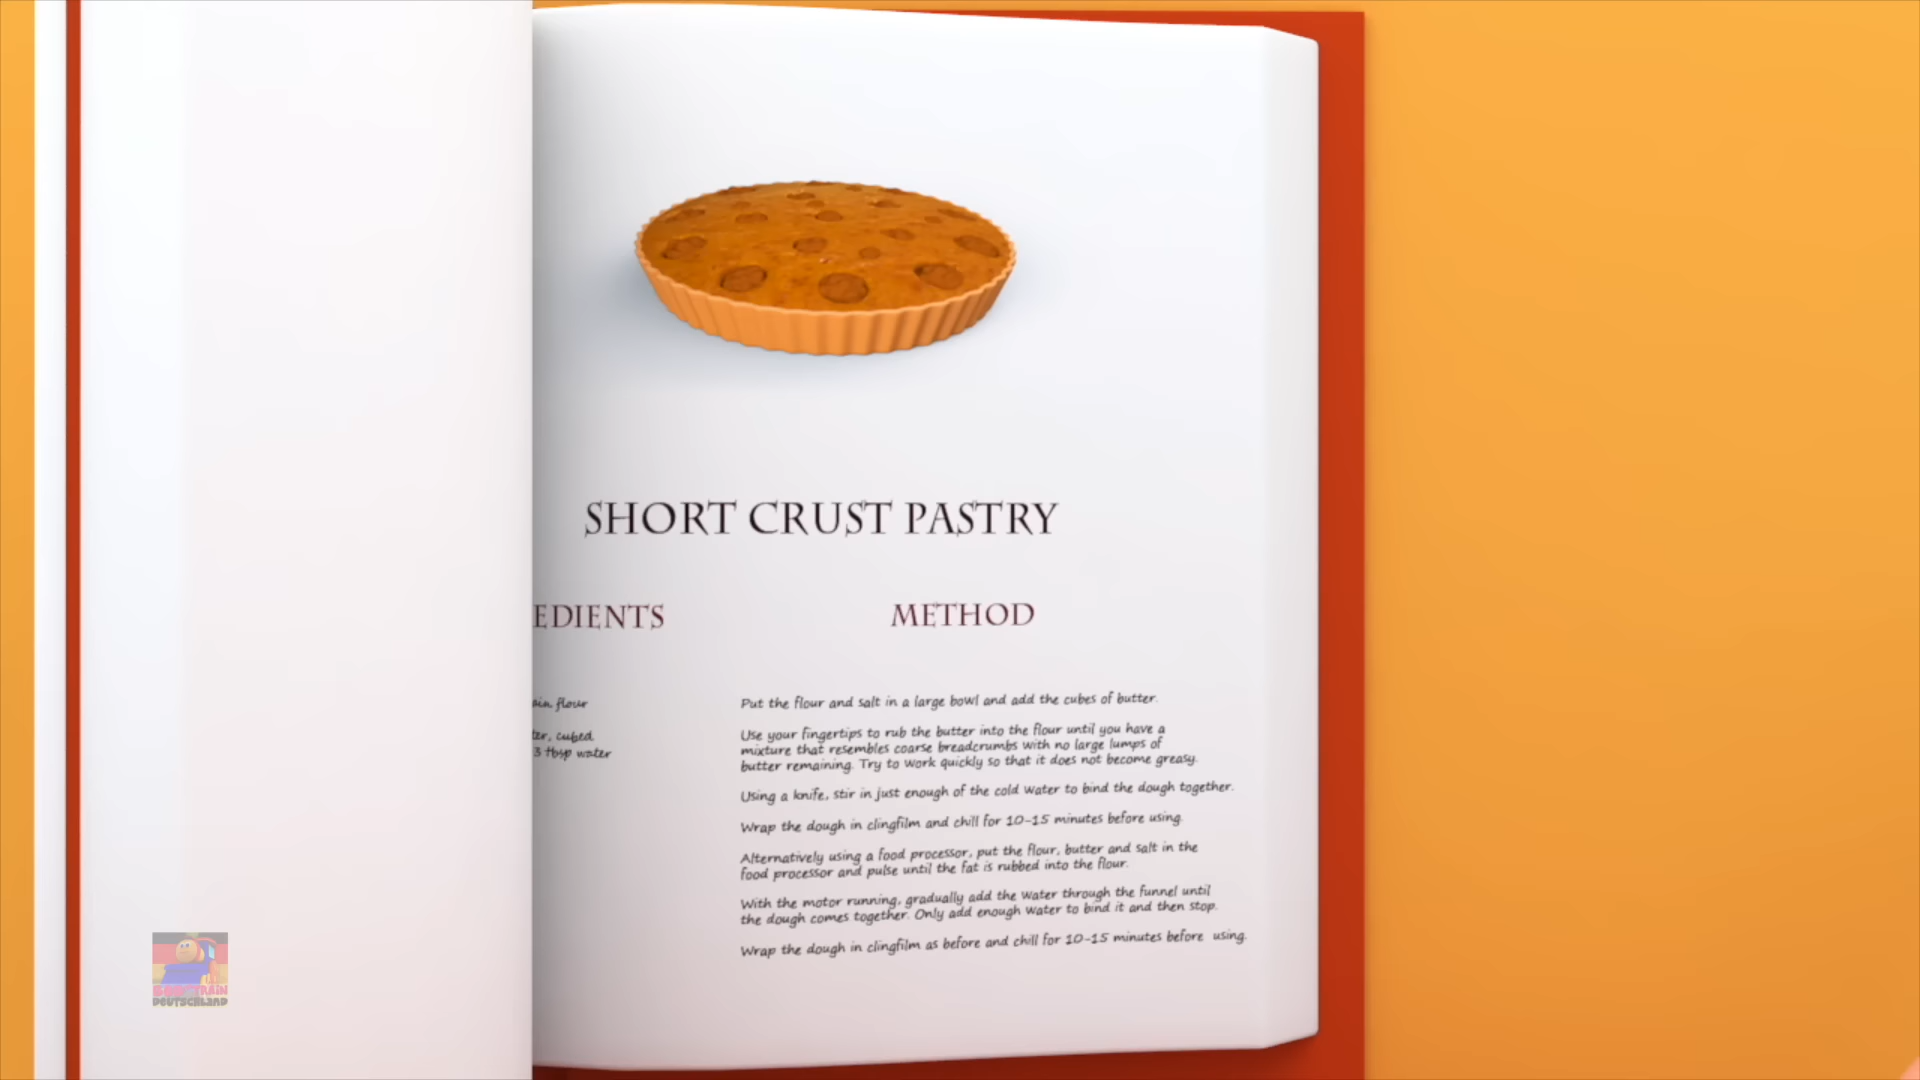 SHORT CRUST PASTRY
EDIENTS
METHOD
ain flour
ter, cubed
3 tbsp water
Put the flour and salt in a large bowl and add the cubes of butter.
Use your fingertips to rub the butter into the flour until you have a
mixture that resembles coarse breadcrumbs with no large lumps of
butter remaining. Try to work quickly so that it does not become greasy.
Using a knife, stir in just enough of the cold water to bind the dough together.
Wrap the dough in clingfilm and chill for 10-15 minutes before using.
Alternatively using a food processor, put the flour, butter and salt in the
food processor and pulse until the fat is rubbed into the flour.
With the motor running, gradually add the water through the funnel until
the dough comes together. Only add enough water to bind it and then stop.
Wrap the dough in clingfilm as before and chill for 10-15 minutes before using.
TRAIN
DEUTSCHLAND